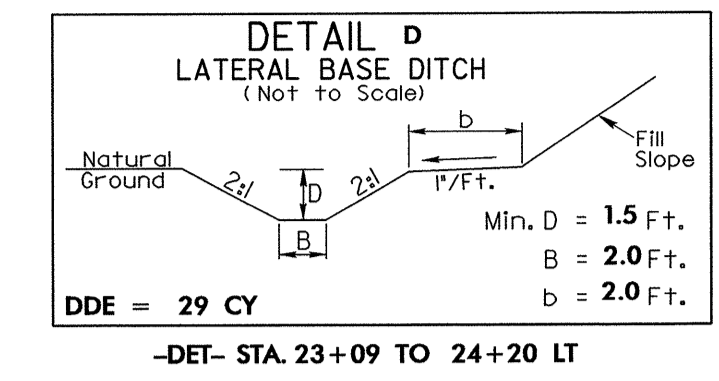 DETAIL D
LATERAL BASE DITCH
(Not to Scale)
b
Natural
Ground
2:1
D
2:1
1"/Ft.
Fill
Slope
B
Min. D = 1.5 Ft.
B = 2.0 Ft.
b = 2.0 Ft.
DDE = 29 CY
-DET- STA. 23+09 TO 24+20 LT